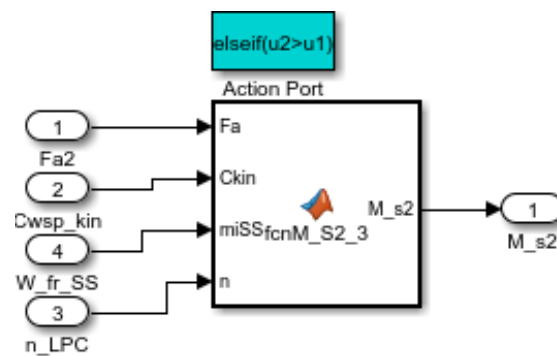 elseif(u2>u1)
Action Port
1
Fa2
2
Cwsp_kin
4
W_fr_SS
3
n_LPC
Fa
Ckin
miSS
n
fcnM_S2_3
M_s2
1
M_s2